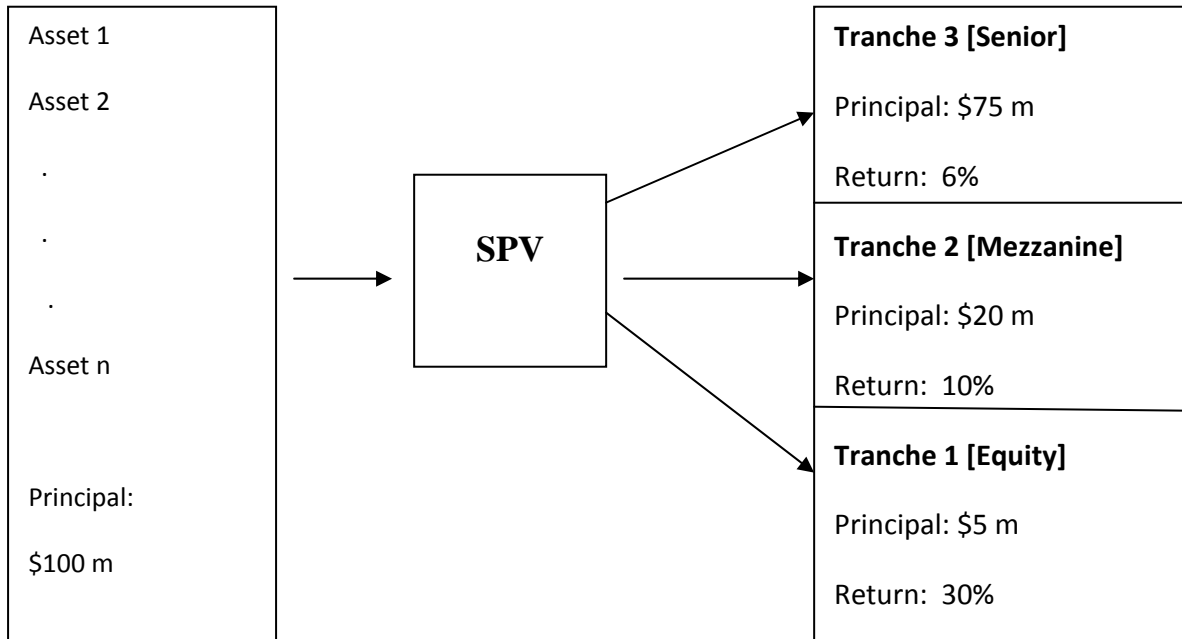 Asset 1
Asset 2
.
.
.
Asset n
Principal:
$100 m
SPV
Tranche 3 [Senior]
Principal: $75 m
Return: 6%
Tranche 2 [Mezzanine]
Principal: $20 m
Return: 10%
Tranche 1 [Equity]
Principal: $5 m
Return: 30%